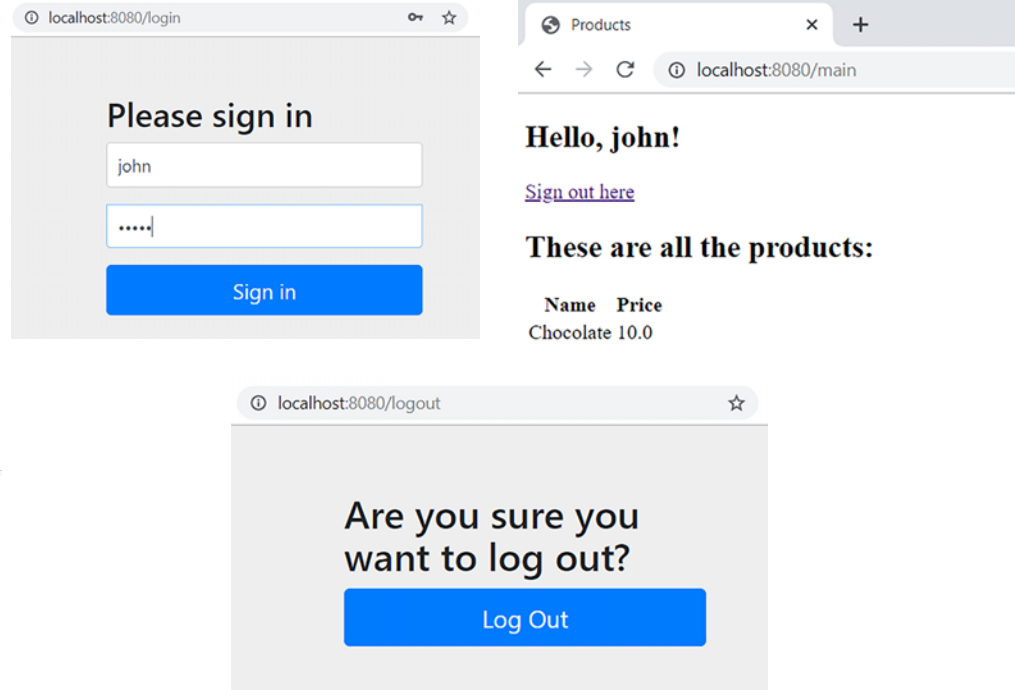 localhost:8080/login
Please sign in
john
•••••
Sign in
Products
localhost:8080/main
Hello, john!
Sign out here
These are all the products:
Name Price
Chocolate 10.0
localhost:8080/logout
Are you sure you
want to log out?
Log Out